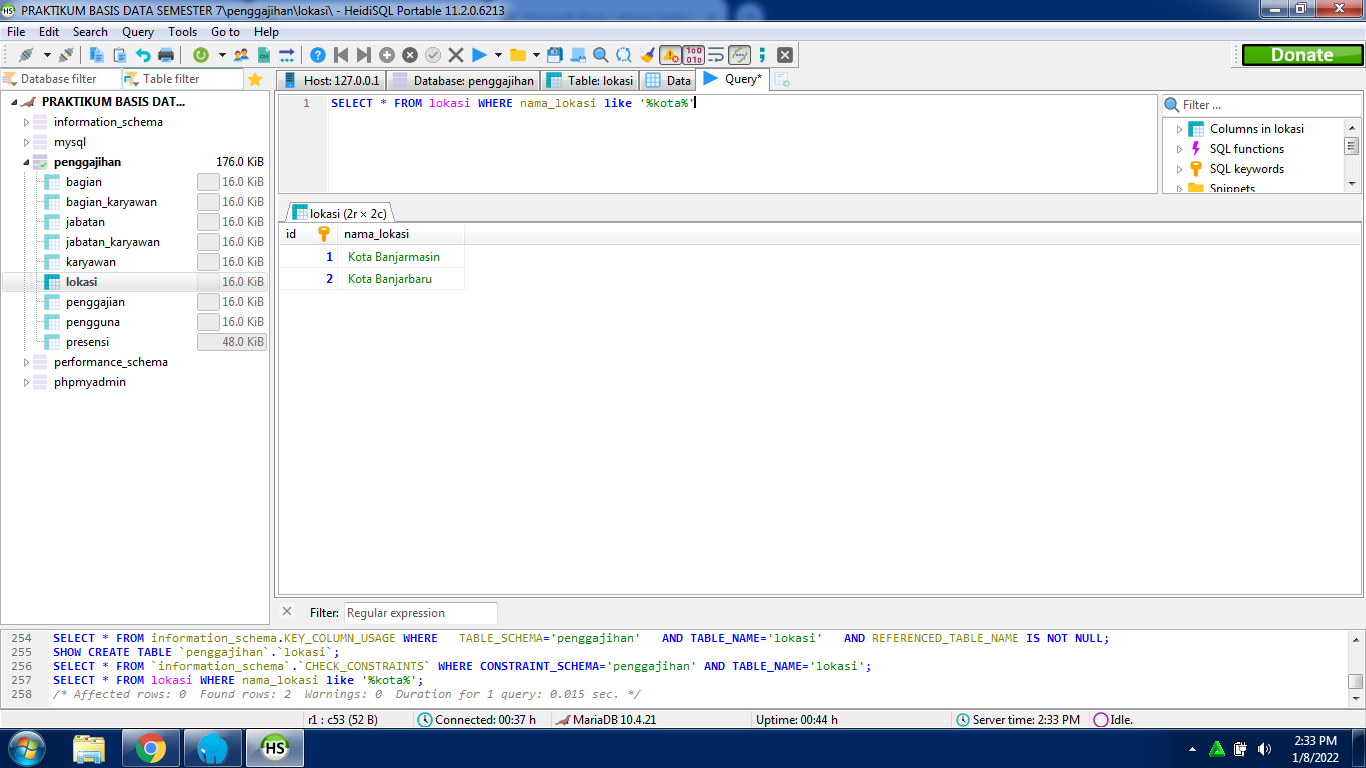 PRAKTIKUM BASIS DATA SEMESTER 7\penggajihan\lokasi\ - HeidiSQL Portable 11.2.0.6213
File Edit Search Query Tools Go to Help
Donate
Database filter Table filter
Host: 127.0.0.1 Database: penggajihan Table: lokasi Data Query*
PRAKTIKUM BASIS DAT...
information_schema
mysql
penggajihan 176.0 KiB
bagian 16.0 KiB
bagian_karyawan 16.0 KiB
jabatan 16.0 KiB
jabatan_karyawan 16.0 KiB
karyawan 16.0 KiB
lokasi 16.0 KiB
penggajian 16.0 KiB
pengguna 16.0 KiB
presensi 48.0 KiB
performance_schema
phpmyadmin
1 SELECT * FROM lokasi WHERE nama_lokasi like '%kota%'
Filter ...
Columns in lokasi
SQL functions
SQL keywords
Snippets
lokasi (2r × 2c)
id nama_lokasi
1 Kota Banjarmasin
2 Kota Banjarbaru
Filter: Regular expression
254 SELECT * FROM information_schema.KEY_COLUMN_USAGE WHERE TABLE_SCHEMA='penggajihan' AND TABLE_NAME='lokasi' AND REFERENCED_TABLE_NAME IS NOT NULL;
255 SHOW CREATE TABLE `penggajihan`.`lokasi`;
256 SELECT * FROM `information_schema`.`CHECK_CONSTRAINTS` WHERE CONSTRAINT_SCHEMA='penggajihan' AND TABLE_NAME='lokasi';
257 SELECT * FROM lokasi WHERE nama_lokasi like '%kota%';
258 /* Affected rows: 0 Found rows: 2 Warnings: 0 Duration for 1 query: 0.015 sec. */
r1 : c53 (52 B) Connected: 00:37 h MariaDB 10.4.21 Uptime: 00:44 h Server time: 2:33 PM Idle.
HS
2:33 PM
1/8/2022